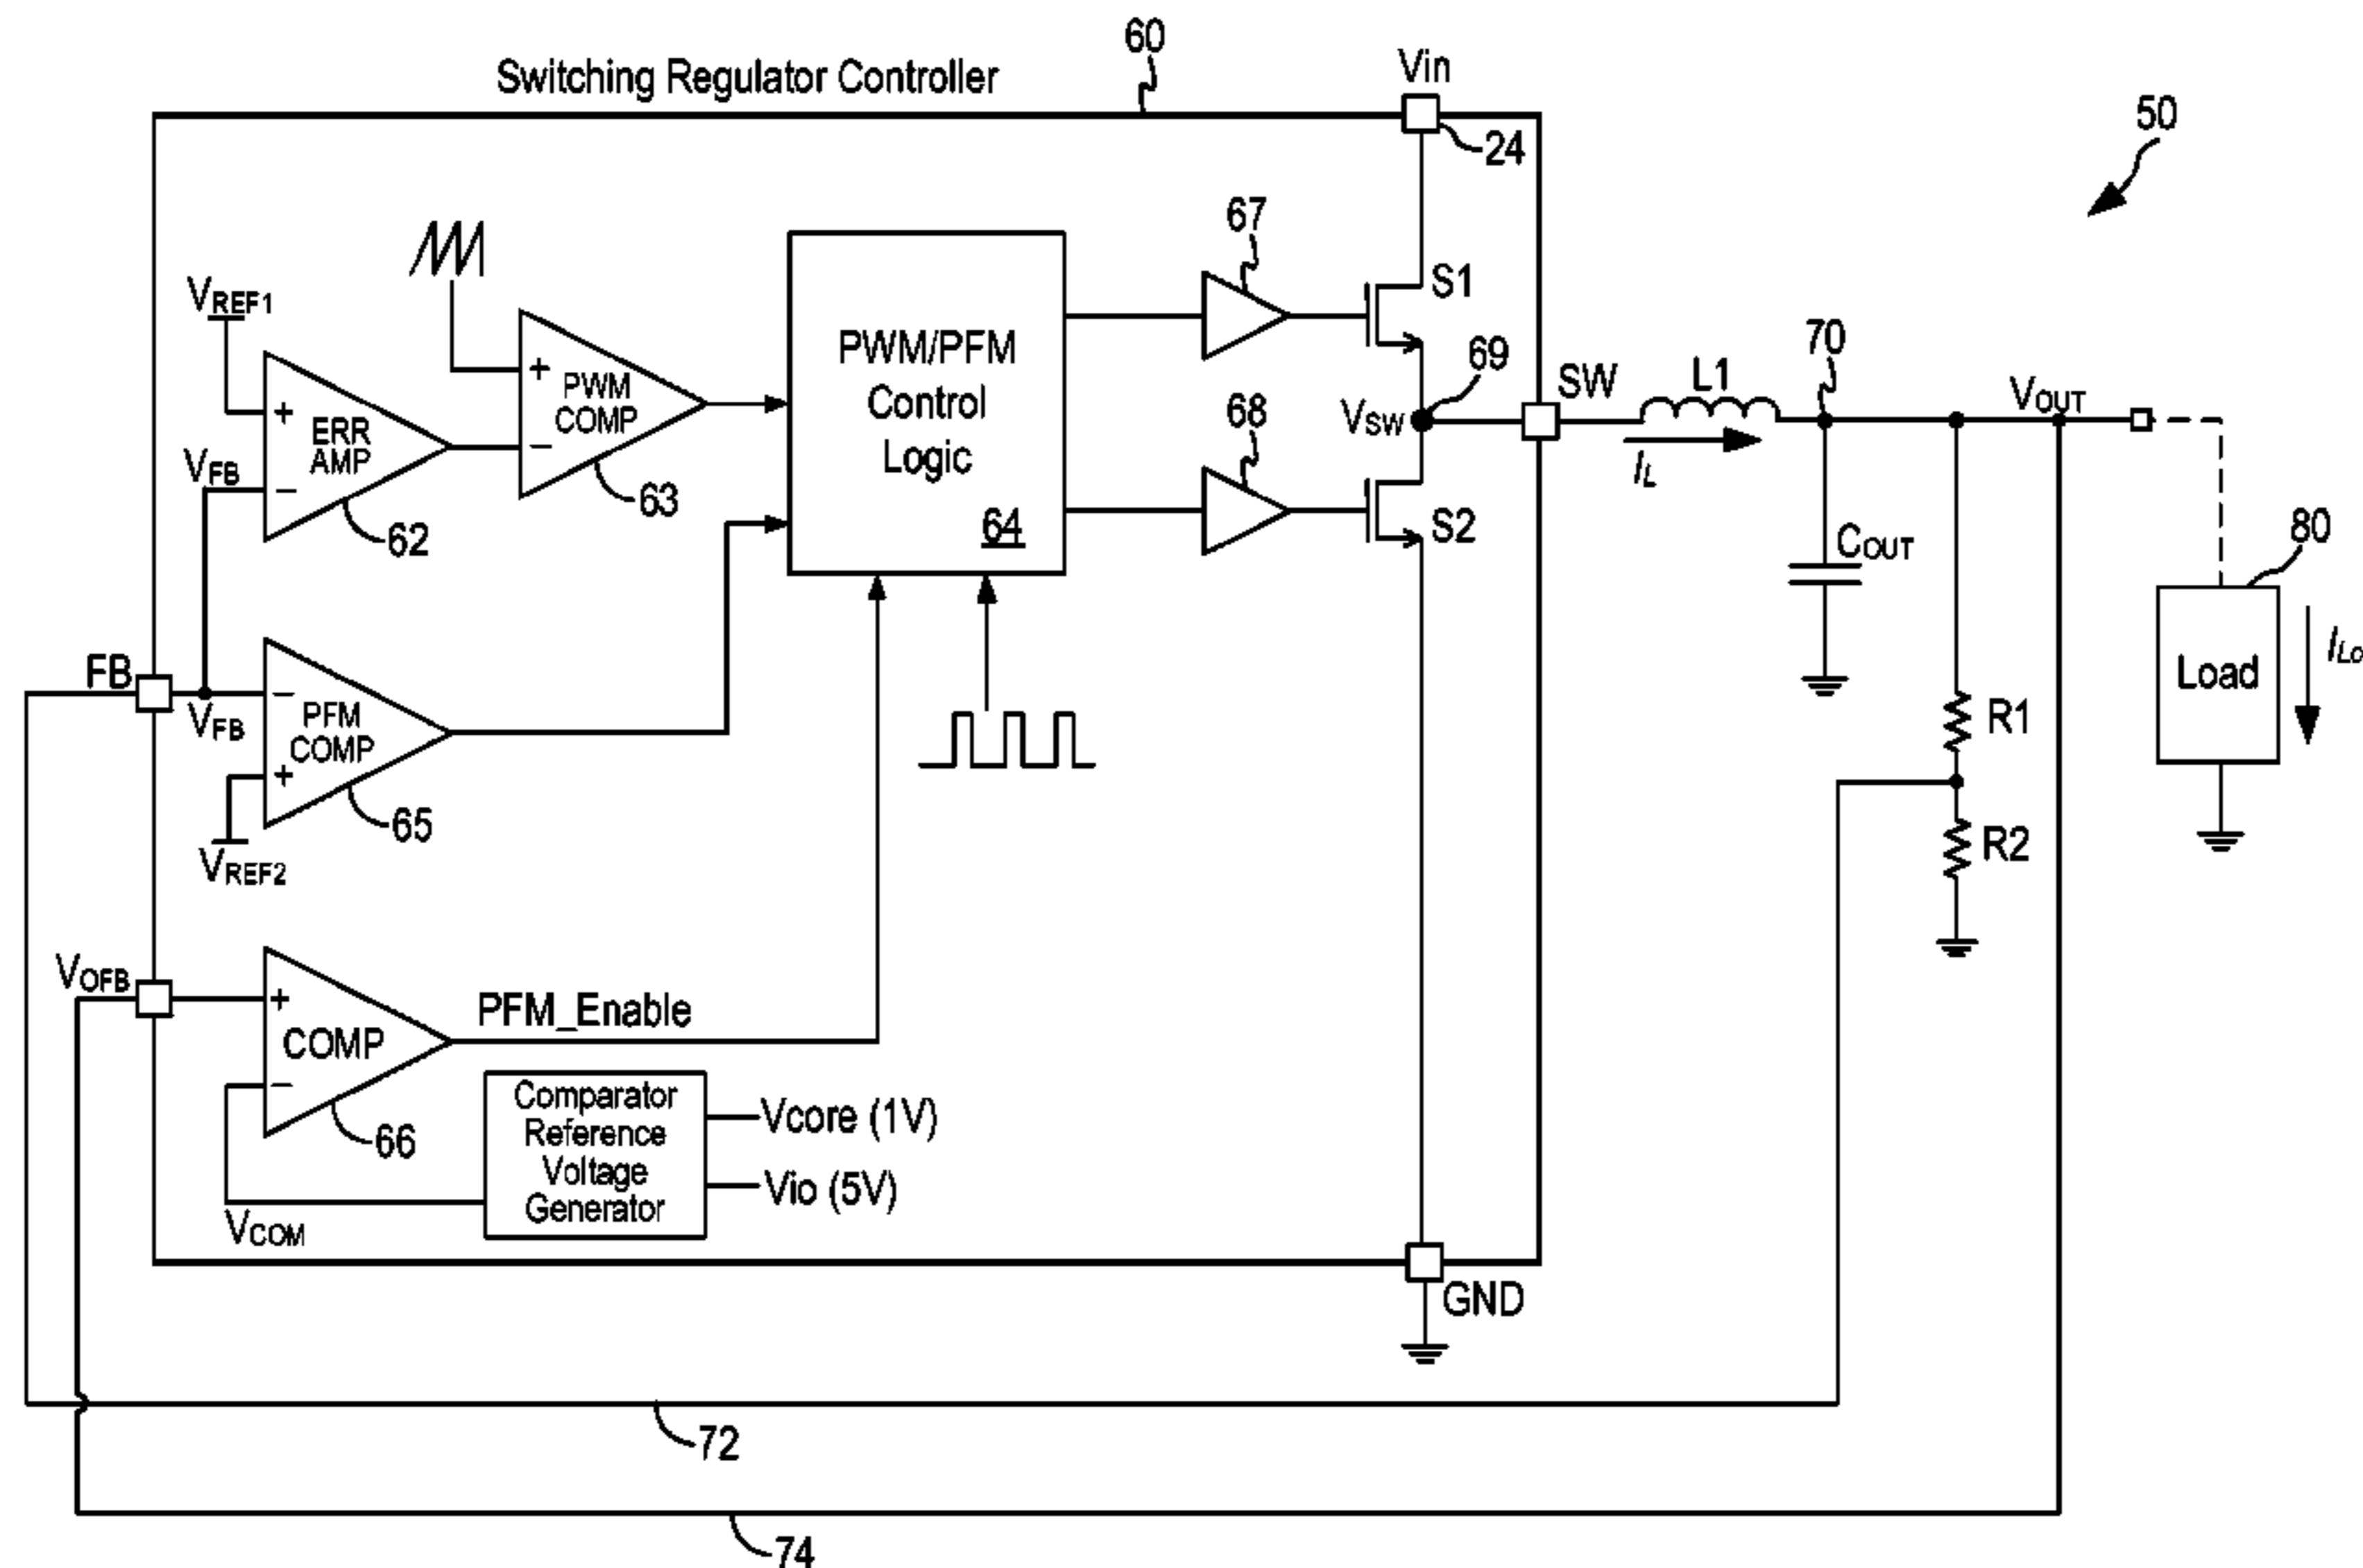 60
Switching Regulator Controller
Vin
24
50
67
S1
VREF1
+
ERR
AMP
VFB
−
62
+
PWM
COMP
−
63
PWM/PFM
Control
Logic
64
68
S2
VSW
69
SW
L1
IL
70
VOUT
COUT
80
Load
ILo
R1
R2
FB
VFB
−
PFM
COMP
+
65
VREF2
VOFB
+
COMP
−
66
PFM_Enable
Comparator
Reference
Voltage
Generator
Vcore (1V)
Vio (5V)
VCOM
GND
72
74